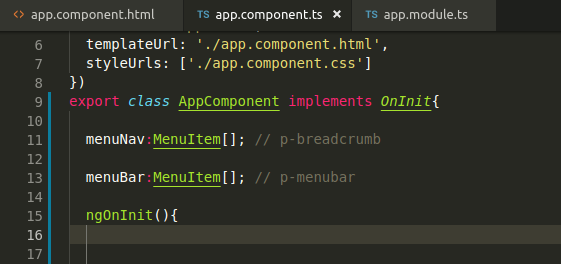 <> app.component.html TS app.component.ts × TS app.module.ts
6 templateUrl: './app.component.html',
7 styleUrls: ['./app.component.css']
8 })
9 export class AppComponent implements OnInit{
10
11 menuNav:MenuItem[]; // p-breadcrumb
12
13 menuBar:MenuItem[]; // p-menubar
14
15 ngOnInit(){
16
17